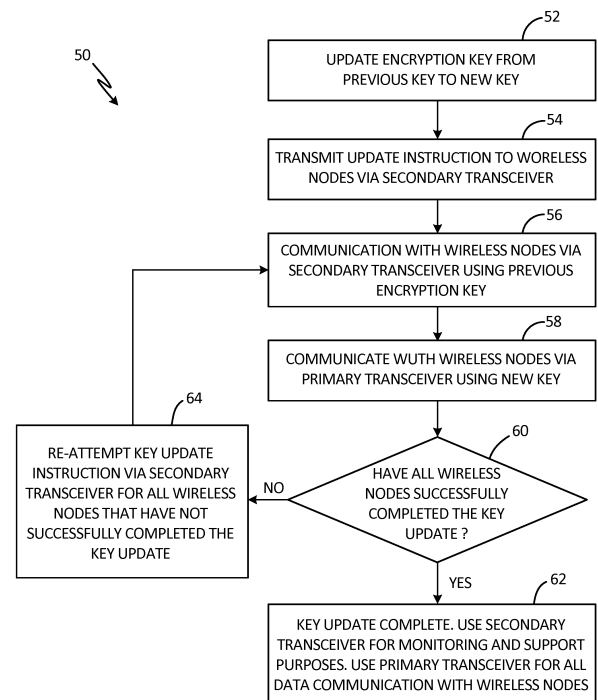 50
52
UPDATE ENCRYPTION KEY FROM
PREVIOUS KEY TO NEW KEY
54
TRANSMIT UPDATE INSTRUCTION TO WORELESS
NODES VIA SECONDARY TRANSCEIVER
56
COMMUNICATION WITH WIRELESS NODES VIA
SECONDARY TRANSCEIVER USING PREVIOUS
ENCRYPTION KEY
58
COMMUNICATE WUTH WIRELESS NODES VIA
PRIMARY TRANSCEIVER USING NEW KEY
60
HAVE ALL WIRELESS
NODES SUCCESSFULLY
COMPLETED THE KEY
UPDATE ?
NO
64
RE-ATTEMPT KEY UPDATE
INSTRUCTION VIA SECONDARY
TRANSCEIVER FOR ALL WIRELESS
NODES THAT HAVE NOT
SUCCESSFULLY COMPLETED THE
KEY UPDATE
YES
62
KEY UPDATE COMPLETE. USE SECONDARY
TRANSCEIVER FOR MONITORING AND SUPPORT
PURPOSES. USE PRIMARY TRANSCEIVER FOR ALL
DATA COMMUNICATION WITH WIRELESS NODES